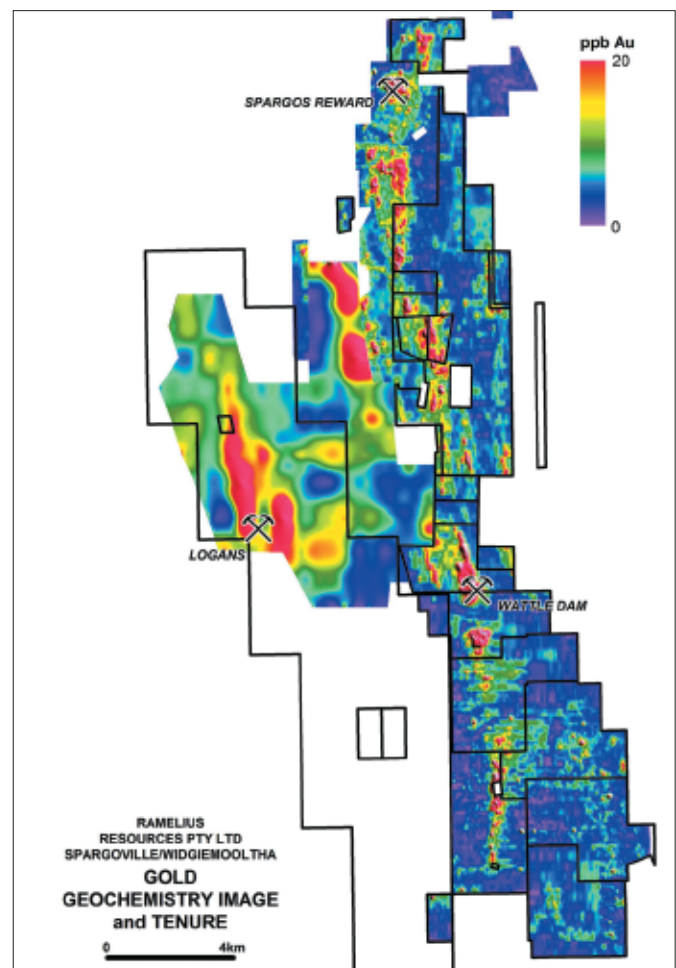 ppb Au
20
0
SPARGOS REWARD
LOGANS
WATTLE DAM
RAMELIUS
RESOURCES PTY LTD
SPARGOVILLE/WIDGIEMOOLTHA
GOLD
GEOCHEMISTRY IMAGE
and TENURE
0 4km